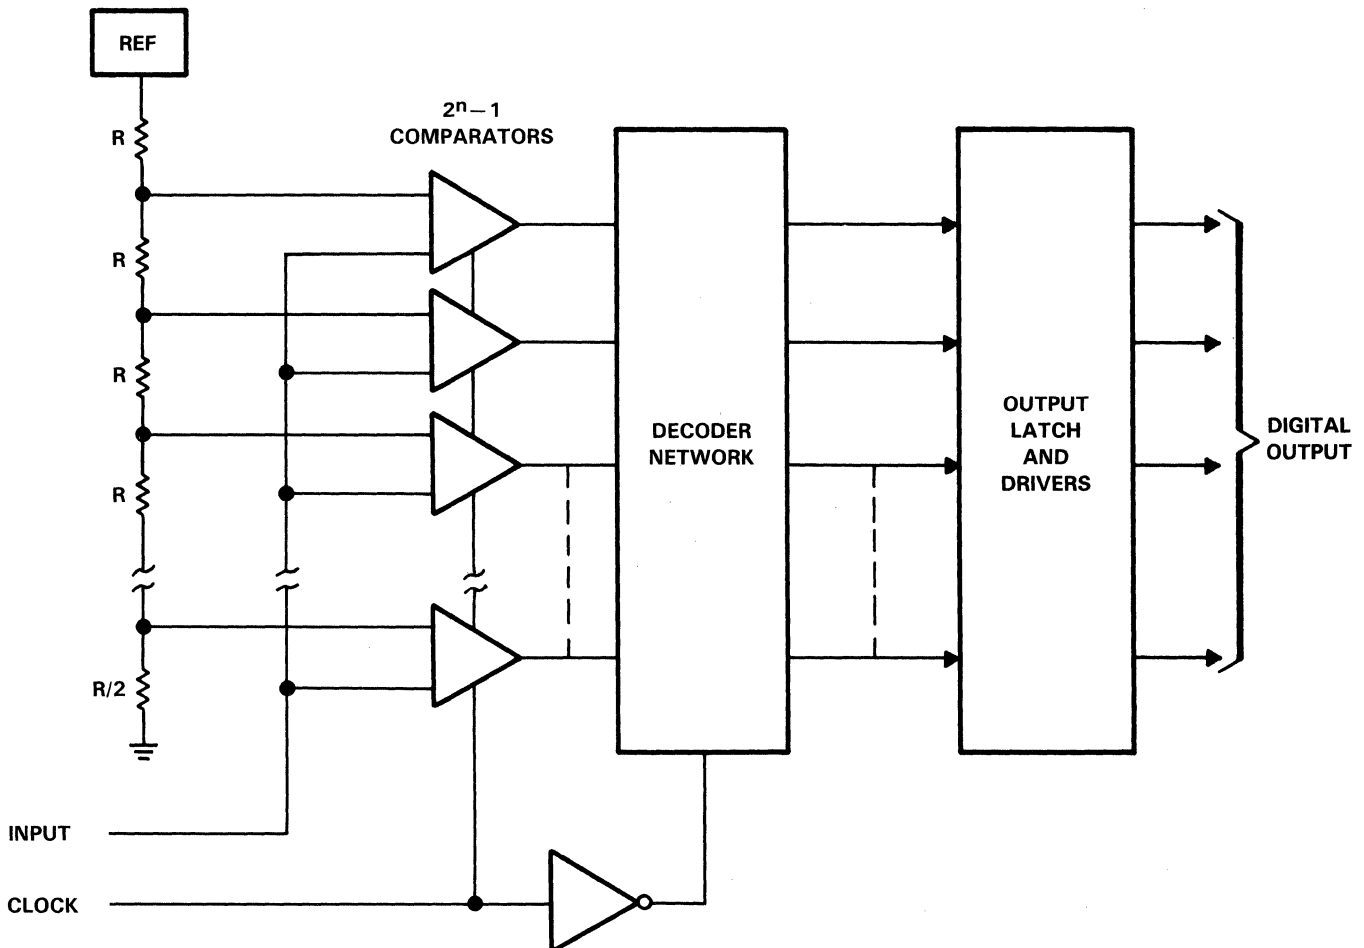 REF
2ⁿ−1
COMPARATORS
R
R
R
R
R/2
DECODER
NETWORK
OUTPUT
LATCH
AND
DRIVERS
DIGITAL
OUTPUT
INPUT
CLOCK